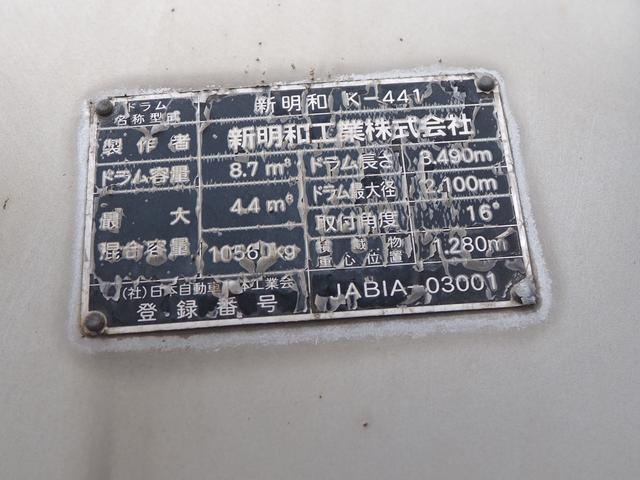 ドラム
名称型式
新明和 K-441
製作者
新明和工業株式会社
ドラム容量
8.7 m³
ドラム長さ
3.490m
ドラム最大径
2.100m
最大
混合容量
4.4 m³
10560kg
取付角度
16°
積載物
重心位置
1.280m
(社)日本自動車 体工業会
登録番号
JABIA-03001